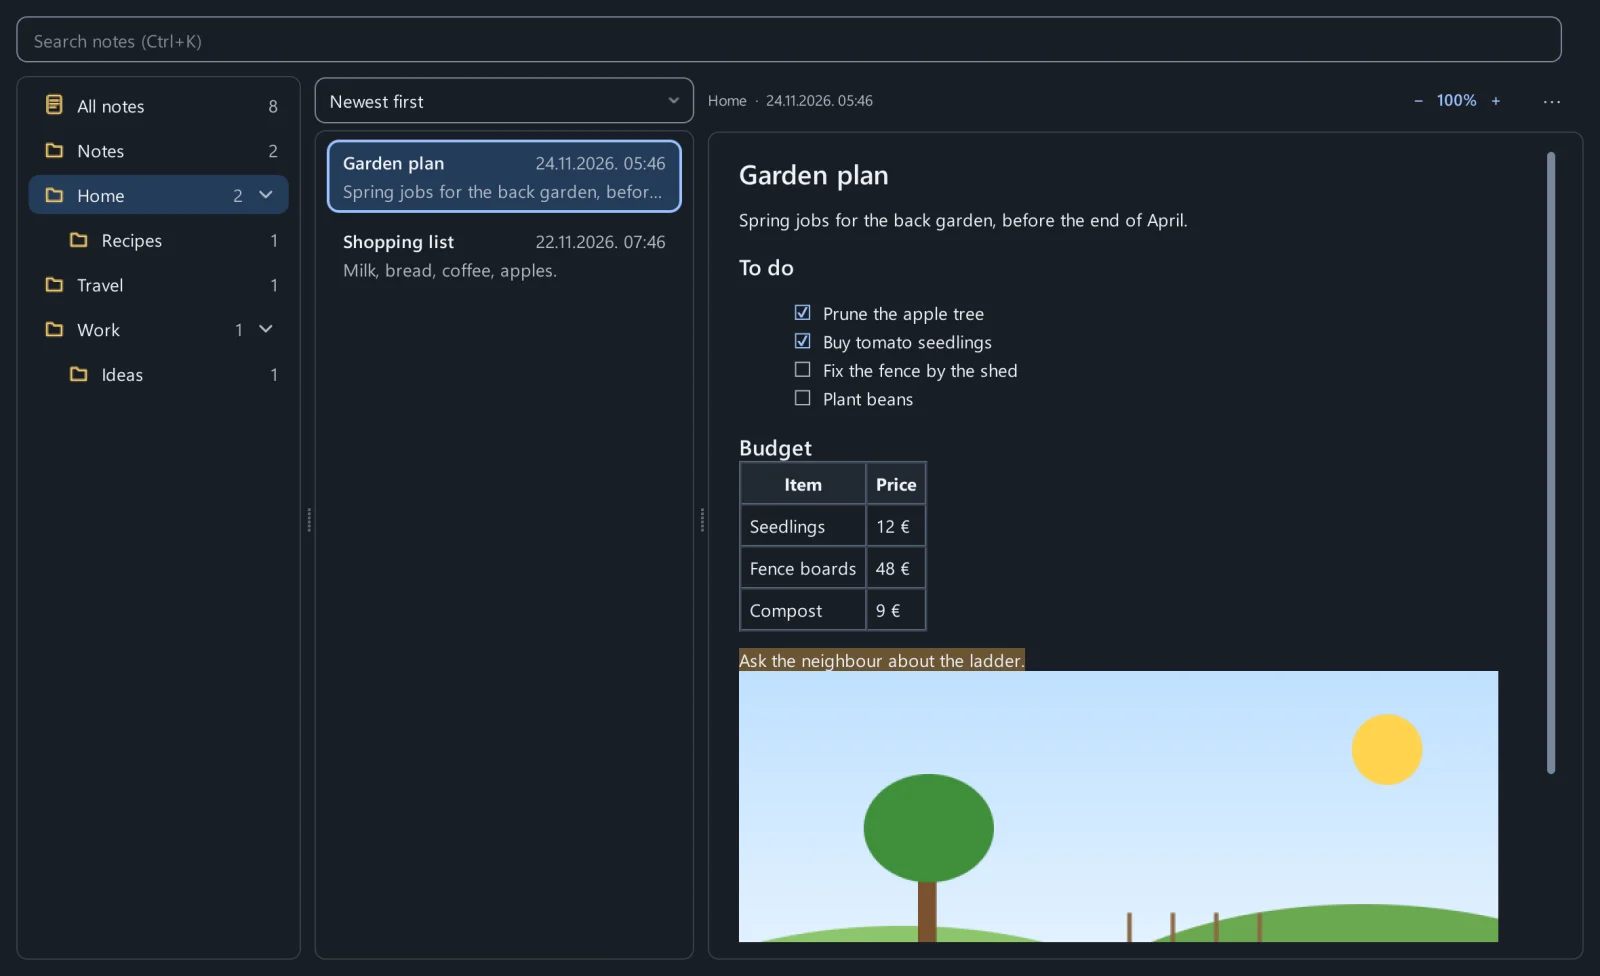 Search notes (Ctrl+K)
All notes 8
Notes 2
Home 2
Recipes 1
Travel 1
Work 1
Ideas 1
Newest first
Garden plan 24.11.2026. 05:46
Spring jobs for the back garden, befor...
Shopping list 22.11.2026. 07:46
Milk, bread, coffee, apples.
Home · 24.11.2026. 05:46
− 100% + ...
Garden plan
Spring jobs for the back garden, before the end of April.
To do
Prune the apple tree
Buy tomato seedlings
Fix the fence by the shed
Plant beans
Budget
Item Price
Seedlings 12 €
Fence boards 48 €
Compost 9 €
Ask the neighbour about the ladder.